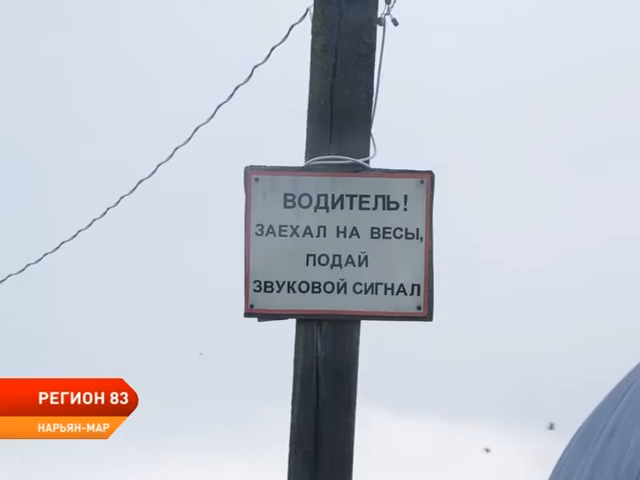 ВОДИТЕЛЬ!
ЗАЕХАЛ НА ВЕСЫ,
ПОДАЙ
ЗВУКОВОЙ СИГНАЛ
РЕГИОН 83
НАРЬЯН-МАР